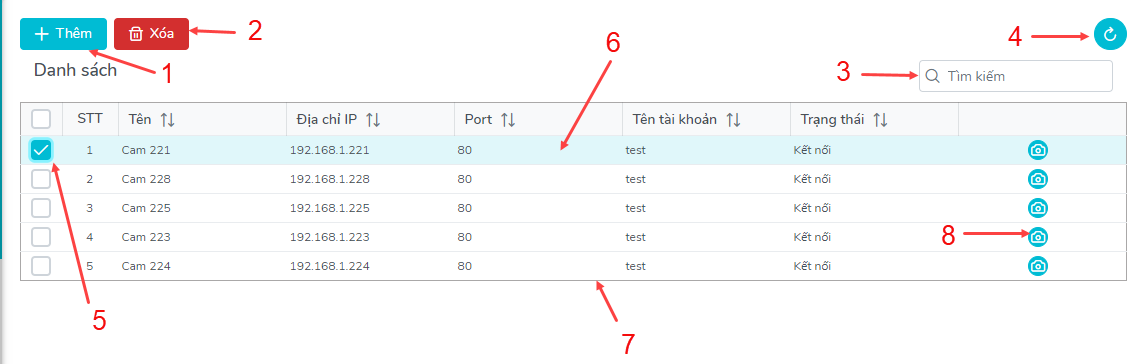 Thêm Xóa 2 4
1 6
Danh sách 3 Tìm kiếm
STT Tên Địa chỉ IP Port Tên tài khoản Trạng thái
1 Cam 221 192.168.1.221 80 test Kết nối
2 Cam 228 192.168.1.228 80 test Kết nối
3 Cam 225 192.168.1.225 80 test Kết nối
4 Cam 223 192.168.1.223 80 test Kết nối 8
5 Cam 224 192.168.1.224 80 test Kết nối
5 7